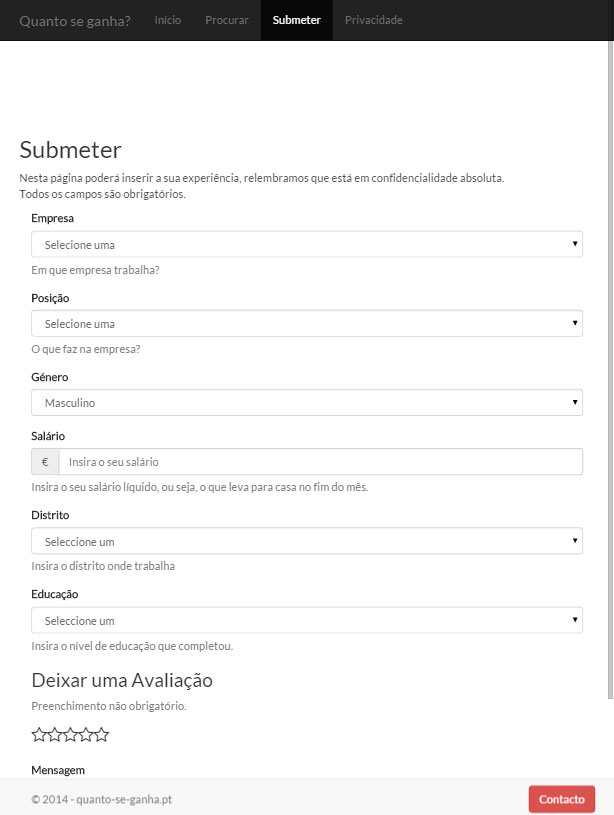 Quanto se ganha? Início Procurar Submeter Privacidade
Submeter
Nesta página poderá inserir a sua experiência, relembramos que está em confidencialidade absoluta.
Todos os campos são obrigatórios.
Empresa
Selecione uma
Em que empresa trabalha?
Posição
Selecione uma
O que faz na empresa?
Género
Masculino
Salário
€ Insira o seu salário
Insira o seu salário líquido, ou seja, o que leva para casa no fim do mês.
Distrito
Seleccione um
Insira o distrito onde trabalha
Educação
Seleccione um
Insira o nível de educação que completou.
Deixar uma Avaliação
Preenchimento não obrigatório.
Mensagem
© 2014 - quanto-se-ganha.pt Contacto